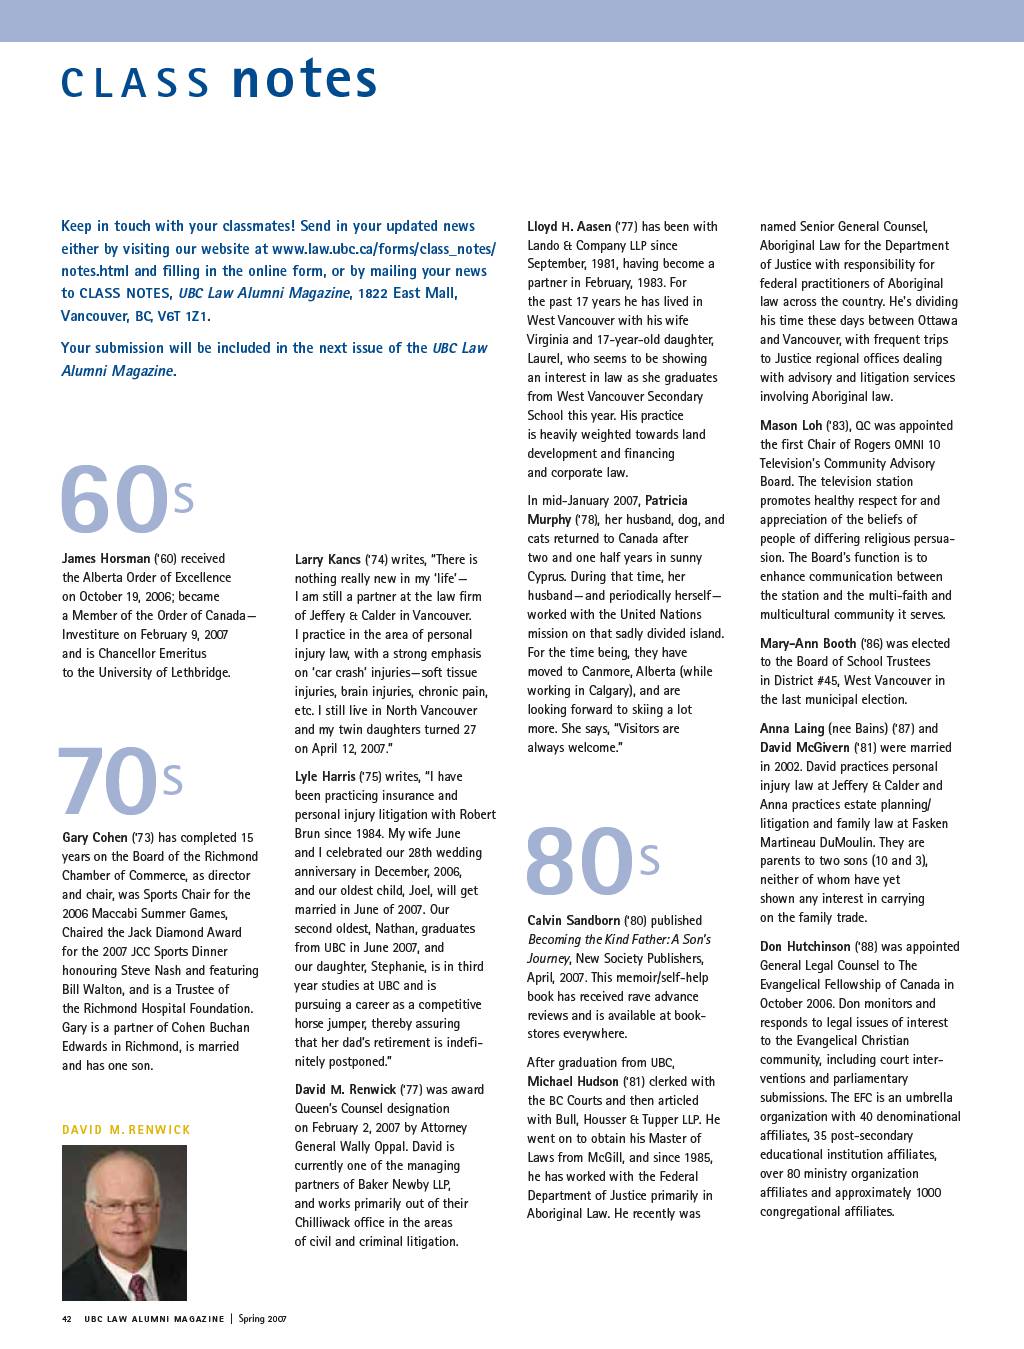 CLASS notes
Keep in touch with your classmates! Send in your updated news
either by visiting our website at www.law.ubc.ca/forms/class_notes/
notes.html and filling in the online form, or by mailing your news
to CLASS NOTES, UBC Law Alumni Magazine, 1822 East Mall,
Vancouver, BC, V6T 1Z1.
Your submission will be included in the next issue of the UBC Law
Alumni Magazine.
60s
James Horsman (‘60) received
the Alberta Order of Excellence
on October 19, 2006; became
a Member of the Order of Canada—
Investiture on February 9, 2007
and is Chancellor Emeritus
to the University of Lethbridge.
70s
Gary Cohen (‘73) has completed 15
years on the Board of the Richmond
Chamber of Commerce, as director
and chair, was Sports Chair for the
2006 Maccabi Summer Games,
Chaired the Jack Diamond Award
for the 2007 JCC Sports Dinner
honouring Steve Nash and featuring
Bill Walton, and is a Trustee of
the Richmond Hospital Foundation.
Gary is a partner of Cohen Buchan
Edwards in Richmond, is married
and has one son.
DAVID M. RENWICK
Larry Kancs (‘74) writes, “There is
nothing really new in my ‘life’—
I am still a partner at the law firm
of Jeffery & Calder in Vancouver.
I practice in the area of personal
injury law, with a strong emphasis
on ‘car crash’ injuries—soft tissue
injuries, brain injuries, chronic pain,
etc. I still live in North Vancouver
and my twin daughters turned 27
on April 12, 2007.”
Lyle Harris (‘75) writes, “I have
been practicing insurance and
personal injury litigation with Robert
Brun since 1984. My wife June
and I celebrated our 28th wedding
anniversary in December, 2006,
and our oldest child, Joel, will get
married in June of 2007. Our
second oldest, Nathan, graduates
from UBC in June 2007, and
our daughter, Stephanie, is in third
year studies at UBC and is
pursuing a career as a competitive
horse jumper, thereby assuring
that her dad’s retirement is indefi-
nitely postponed.”
David M. Renwick (‘77) was award
Queen’s Counsel designation
on February 2, 2007 by Attorney
General Wally Oppal. David is
currently one of the managing
partners of Baker Newby LLP,
and works primarily out of their
Chilliwack office in the areas
of civil and criminal litigation.
Lloyd H. Aasen (‘77) has been with
Lando & Company LLP since
September, 1981, having become a
partner in February, 1983. For
the past 17 years he has lived in
West Vancouver with his wife
Virginia and 17-year-old daughter,
Laurel, who seems to be showing
an interest in law as she graduates
from West Vancouver Secondary
School this year. His practice
is heavily weighted towards land
development and financing
and corporate law.
In mid-January 2007, Patricia
Murphy (‘78), her husband, dog, and
cats returned to Canada after
two and one half years in sunny
Cyprus. During that time, her
husband—and periodically herself—
worked with the United Nations
mission on that sadly divided island.
For the time being, they have
moved to Canmore, Alberta (while
working in Calgary), and are
looking forward to skiing a lot
more. She says, “Visitors are
always welcome.”
80s
Calvin Sandborn (‘80) published
Becoming the Kind Father: A Son’s
Journey, New Society Publishers,
April, 2007. This memoir/self-help
book has received rave advance
reviews and is available at book-
stores everywhere.
After graduation from UBC,
Michael Hudson (‘81) clerked with
the BC Courts and then articled
with Bull, Housser & Tupper LLP. He
went on to obtain his Master of
Laws from McGill, and since 1985,
he has worked with the Federal
Department of Justice primarily in
Aboriginal Law. He recently was
named Senior General Counsel,
Aboriginal Law for the Department
of Justice with responsibility for
federal practitioners of Aboriginal
law across the country. He’s dividing
his time these days between Ottawa
and Vancouver, with frequent trips
to Justice regional offices dealing
with advisory and litigation services
involving Aboriginal law.
Mason Loh (‘83), QC was appointed
the first Chair of Rogers OMNI 10
Television’s Community Advisory
Board. The television station
promotes healthy respect for and
appreciation of the beliefs of
people of differing religious persua-
sion. The Board’s function is to
enhance communication between
the station and the multi-faith and
multicultural community it serves.
Mary-Ann Booth (‘86) was elected
to the Board of School Trustees
in District #45, West Vancouver in
the last municipal election.
Anna Laing (nee Bains) (‘87) and
David McGivern (‘81) were married
in 2002. David practices personal
injury law at Jeffery & Calder and
Anna practices estate planning/
litigation and family law at Fasken
Martineau DuMoulin. They are
parents to two sons (10 and 3),
neither of whom have yet
shown any interest in carrying
on the family trade.
Don Hutchinson (‘88) was appointed
General Legal Counsel to The
Evangelical Fellowship of Canada in
October 2006. Don monitors and
responds to legal issues of interest
to the Evangelical Christian
community, including court inter-
ventions and parliamentary
submissions. The EFC is an umbrella
organization with 40 denominational
affiliates, 35 post-secondary
educational institution affiliates,
over 80 ministry organization
affiliates and approximately 1000
congregational affiliates.
42 UBC LAW ALUMNI MAGAZINE | Spring 2007